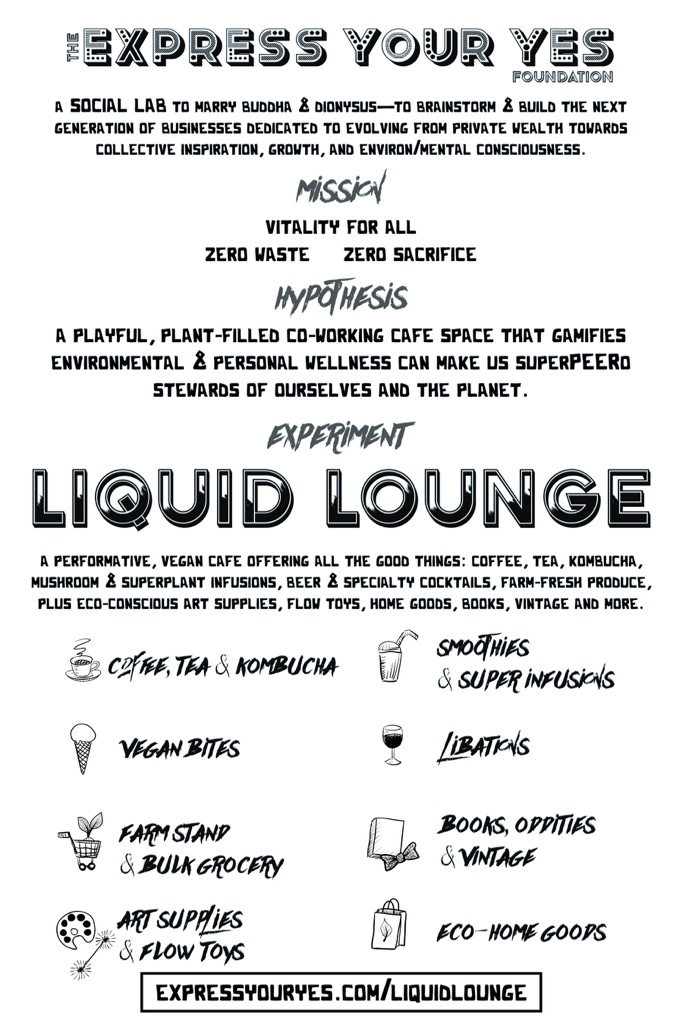 THE EXPRESS YOUR YES
FOUNDATION
A SOCIAL LAB TO MARRY BUDDHA & DIONYSUS—TO BRAINSTORM & BUILD THE NEXT
GENERATION OF BUSINESSES DEDICATED TO EVOLVING FROM PRIVATE WEALTH TOWARDS
COLLECTIVE INSPIRATION, GROWTH, AND ENVIRON/MENTAL CONSCIOUSNESS.
MISSION
VITALITY FOR ALL
ZERO WASTE ZERO SACRIFICE
HYPOTHESIS
A PLAYFUL, PLANT-FILLED CO-WORKING CAFE SPACE THAT GAMIFIES
ENVIRONMENTAL & PERSONAL WELLNESS CAN MAKE US SUPERPEERO
STEWARDS OF OURSELVES AND THE PLANET.
EXPERIMENT
LIQUID LOUNGE
A PERFORMATIVE, VEGAN CAFE OFFERING ALL THE GOOD THINGS: COFFEE, TEA, KOMBUCHA,
MUSHROOM & SUPERPLANT INFUSIONS, BEER & SPECIALTY COCKTAILS, FARM-FRESH PRODUCE,
PLUS ECO-CONSCIOUS ART SUPPLIES, FLOW TOYS, HOME GOODS, BOOKS, VINTAGE AND MORE.
COFFEE, TEA & KOMBUCHA
SMOOTHIES
& SUPER INFUSIONS
VEGAN BITES
LIBATIONS
FARM STAND
& BULK GROCERY
BOOKS, ODDITIES
& VINTAGE
ART SUPPLIES
& FLOW TOYS
ECO-HOME GOODS
EXPRESSYOURYES.COM/LIQUIDLOUNGE